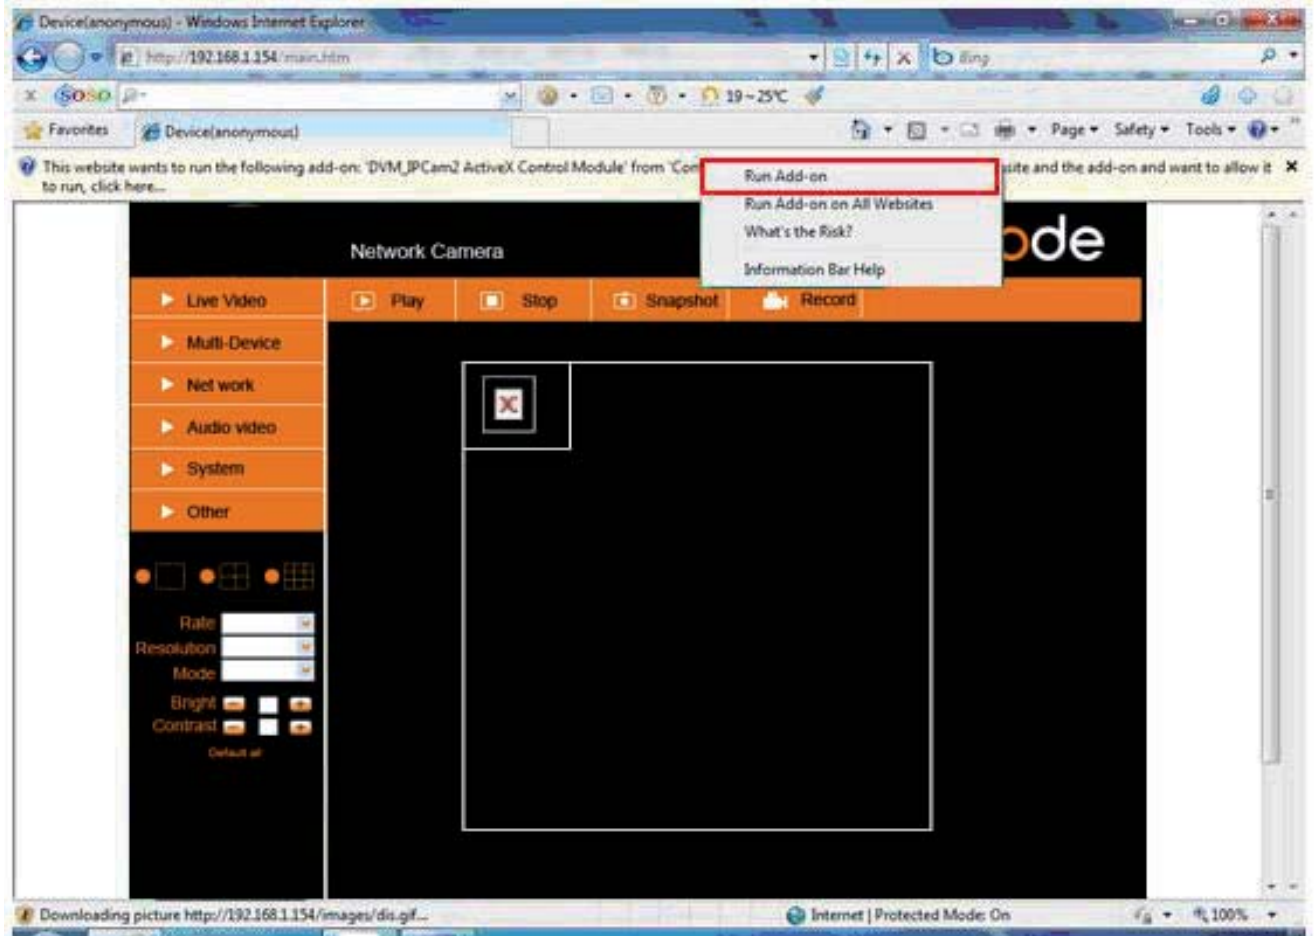 Device(anonymous) - Windows Internet Explorer
http://192.168.1.154/main.htm
Bing
SOSO
19~25℃
Favorites
Device(anonymous)
Page
Safety
Tools
This website wants to run the following add-on: 'DVM_IPCam2 ActiveX Control Module' from 'Con
site and the add-on and want to allow it
to run, click here...
Run Add-on
Run Add-on on All Websites
What's the Risk?
Information Bar Help
Network Camera
ode
Live Video
Play
Stop
Snapshot
Record
Multi-Device
Net work
Audio video
System
Other
Rate
Resolution
Mode
Bright
Contrast
Default all
Downloading picture http://192.168.1.154/images/dis.gif...
Internet | Protected Mode: On
100%